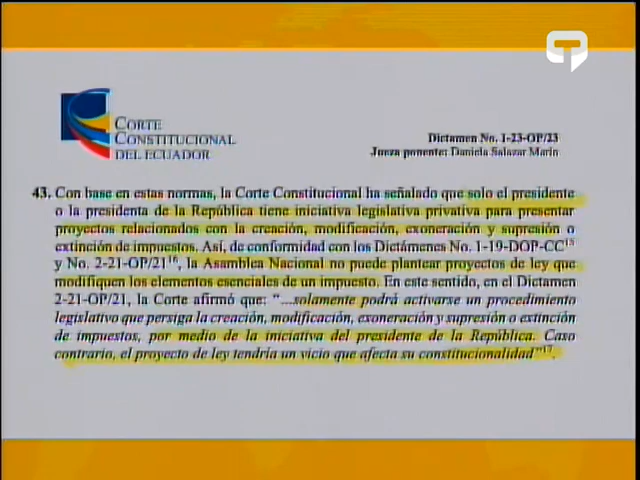 CORTE
CONSTITUCIONAL
DEL ECUADOR
Dictamen No. 1-23-OP/23
Jueza ponente: Daniela Salazar Marín
43. Con base en estas normas, la Corte Constitucional ha señalado que solo el presidente
o la presidenta de la República tiene iniciativa legislativa privativa para presentar
proyectos relacionados con la creación, modificación, exoneración y supresión o
extinción de impuestos. Así, de conformidad con los Dictámenes No. 1-19-DOP-CC15
y No. 2-21-OP/2116, la Asamblea Nacional no puede plantear proyectos de ley que
modifiquen los elementos esenciales de un impuesto. En este sentido, en el Dictamen
2-21-OP/21, la Corte afirmó que: “...solamente podrá activarse un procedimiento
legislativo que persiga la creación, modificación, exoneración y supresión o extinción
de impuestos, por medio de la iniciativa del presidente de la República. Caso
contrario, el proyecto de ley tendría un vicio que afecta su constitucionalidad”17.